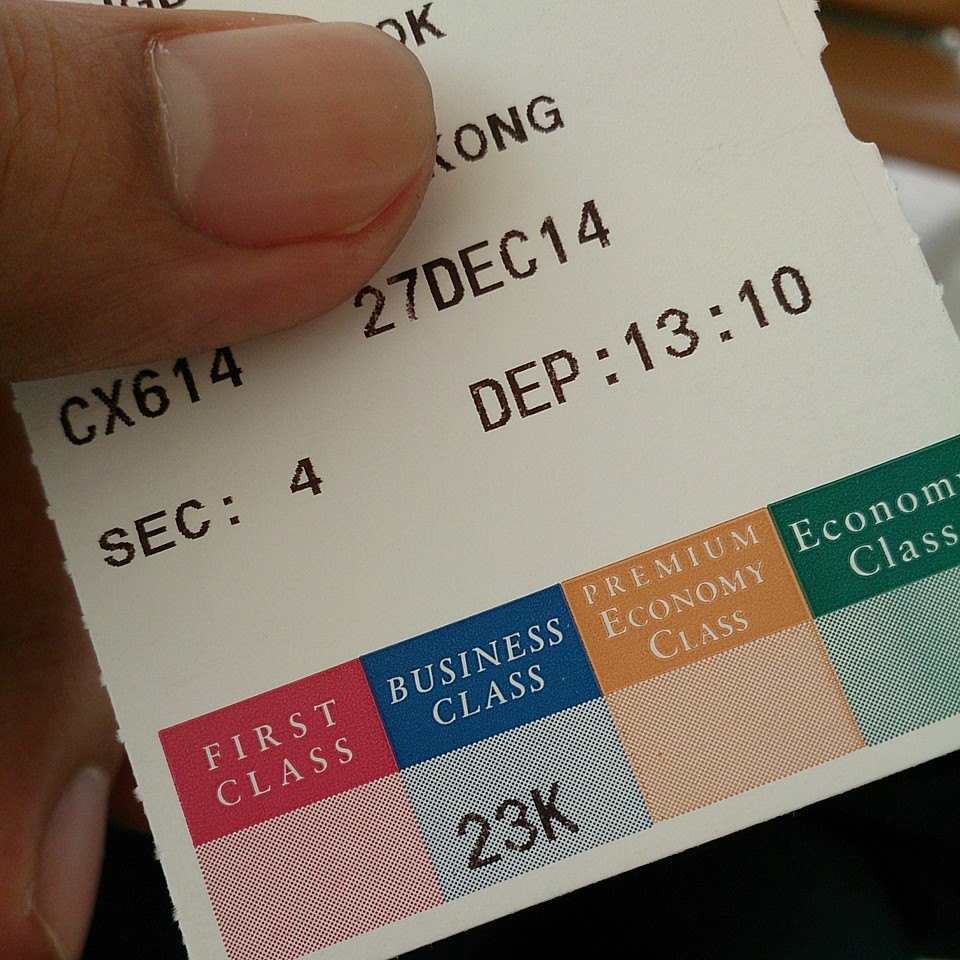 OK
KONG
27DEC14
CX614
DEP:13:10
SEC: 4
FIRST CLASS
BUSINESS CLASS
PREMIUM ECONOMY CLASS
Economy Class
23K